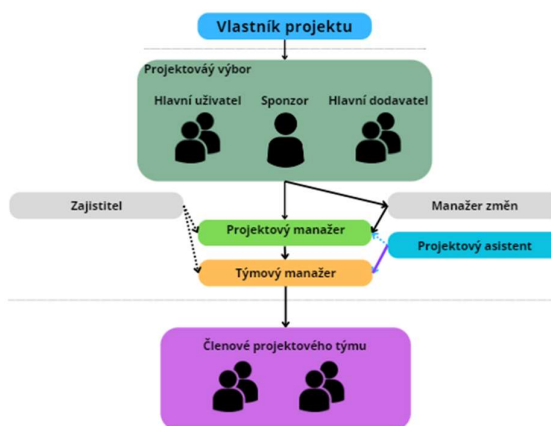 Vlastník projektu
Projektováý výbor
Hlavní uživatel
Sponzor
Hlavní dodavatel
Zajistitel
Manažer změn
Projektový manažer
Projektový asistent
Týmový manažer
Členové projektového týmu